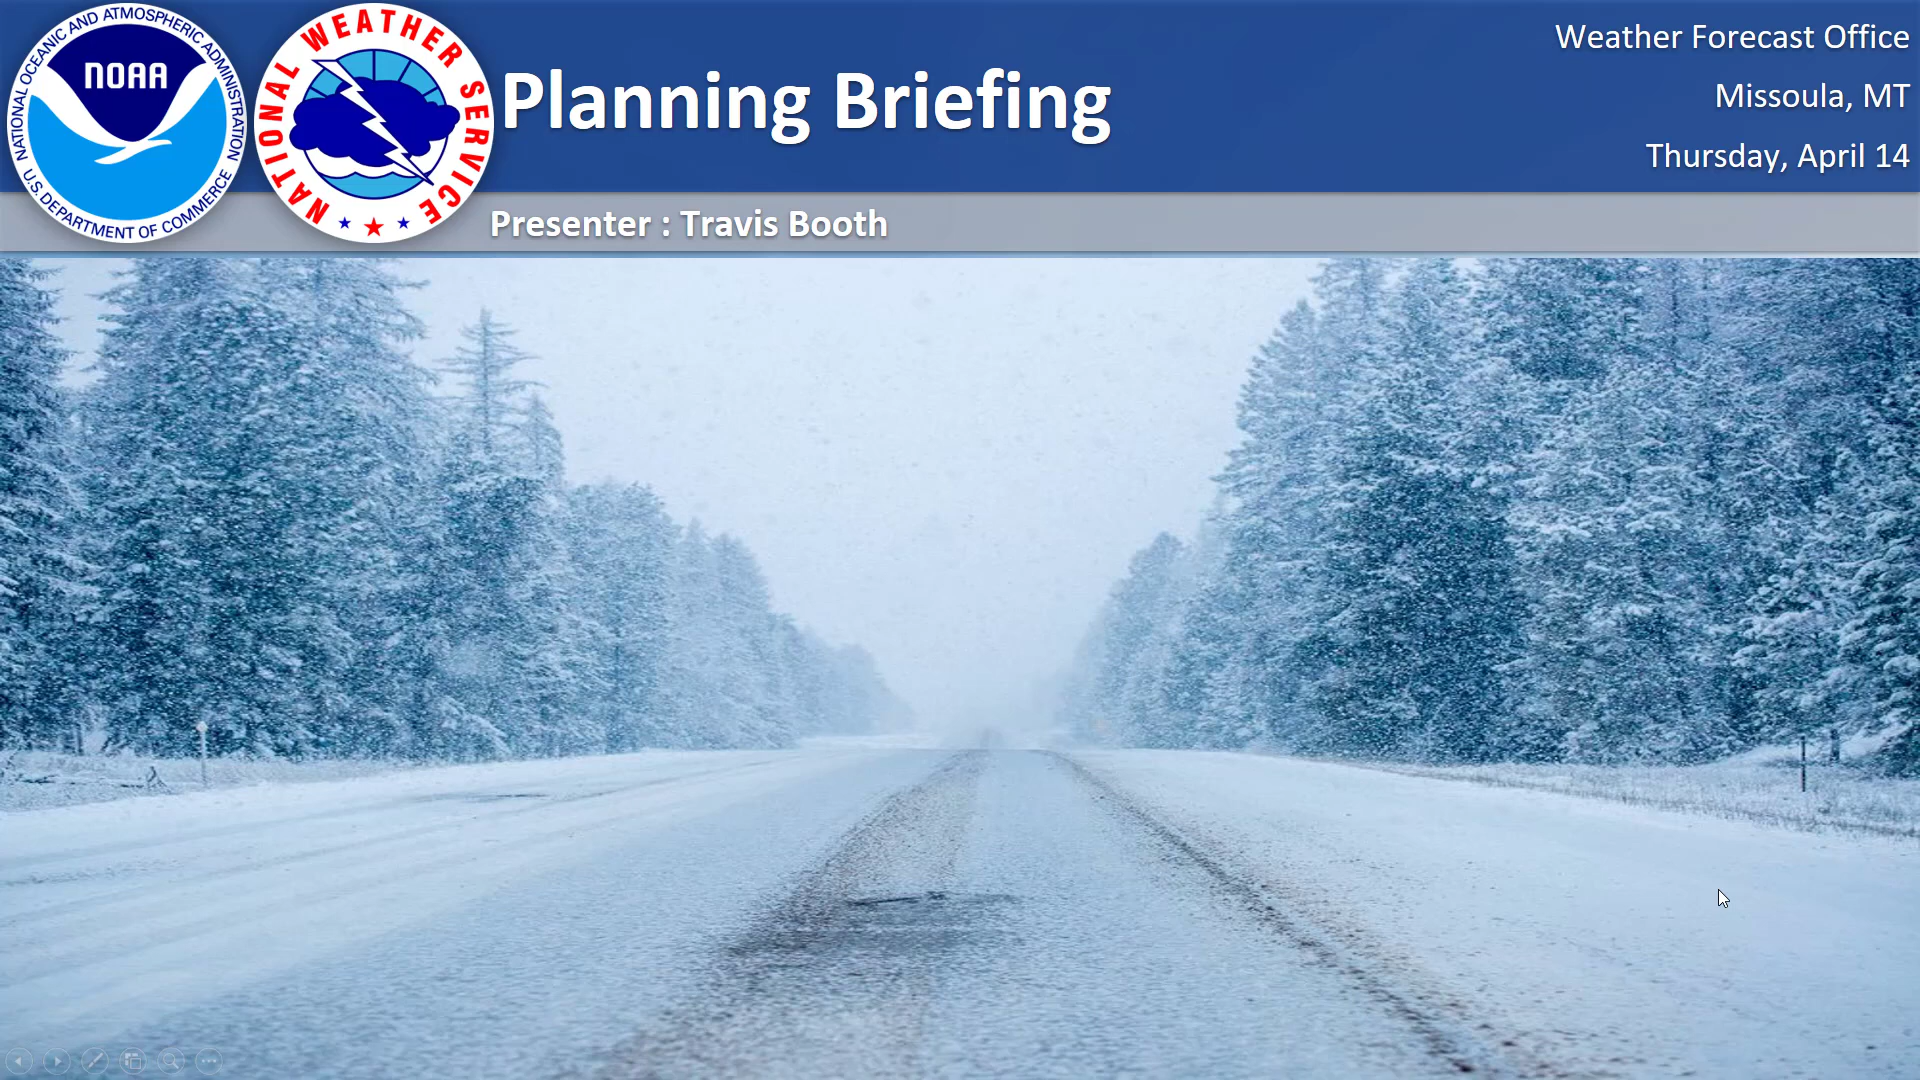 NATIONAL OCEANIC AND ATMOSPHERIC ADMINISTRATION
NOAA
U.S. DEPARTMENT OF COMMERCE
NATIONAL WEATHER SERVICE
Planning Briefing
Weather Forecast Office
Missoula, MT
Thursday, April 14
Presenter : Travis Booth